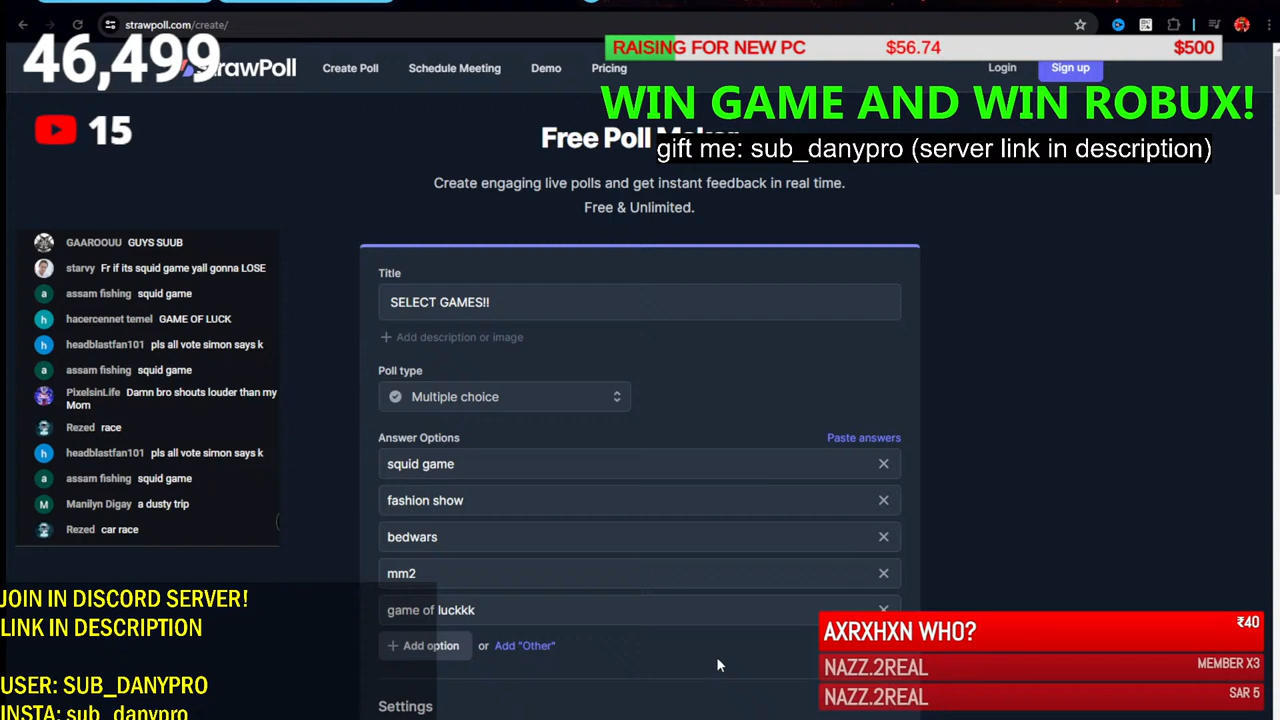 strawpoll.com/create/
46,499
StrawPoll
Create Poll
Schedule Meeting
Demo
Pricing
Login
Sign up
RAISING FOR NEW PC $56.74 $500
WIN GAME AND WIN ROBUX!
gift me: sub_danypro (server link in description)
15
Free Poll Maker
Create engaging live polls and get instant feedback in real time.
Free & Unlimited.
GAAROOUU GUYS SUUB
starvy Fr if its squid game yall gonna LOSE
assam fishing squid game
hacercennet temel GAME OF LUCK
headblastfan101 pls all vote simon says k
assam fishing squid game
PixelsinLife Damn bro shouts louder than my
Mom
Rezed race
headblastfan101 pls all vote simon says k
assam fishing squid game
Manilyn Digay a dusty trip
Rezed car race
Title
SELECT GAMES!!
Add description or image
Poll type
Multiple choice
Answer Options
Paste answers
squid game
fashion show
bedwars
mm2
game of luckkk
Add option or Add "Other"
Settings
JOIN IN DISCORD SERVER!
LINK IN DESCRIPTION
USER: SUB_DANYPRO
INSTA: sub_danypro
AXRXHXN WHO? ₹40
NAZZ.2REAL MEMBER X3
NAZZ.2REAL SAR 5